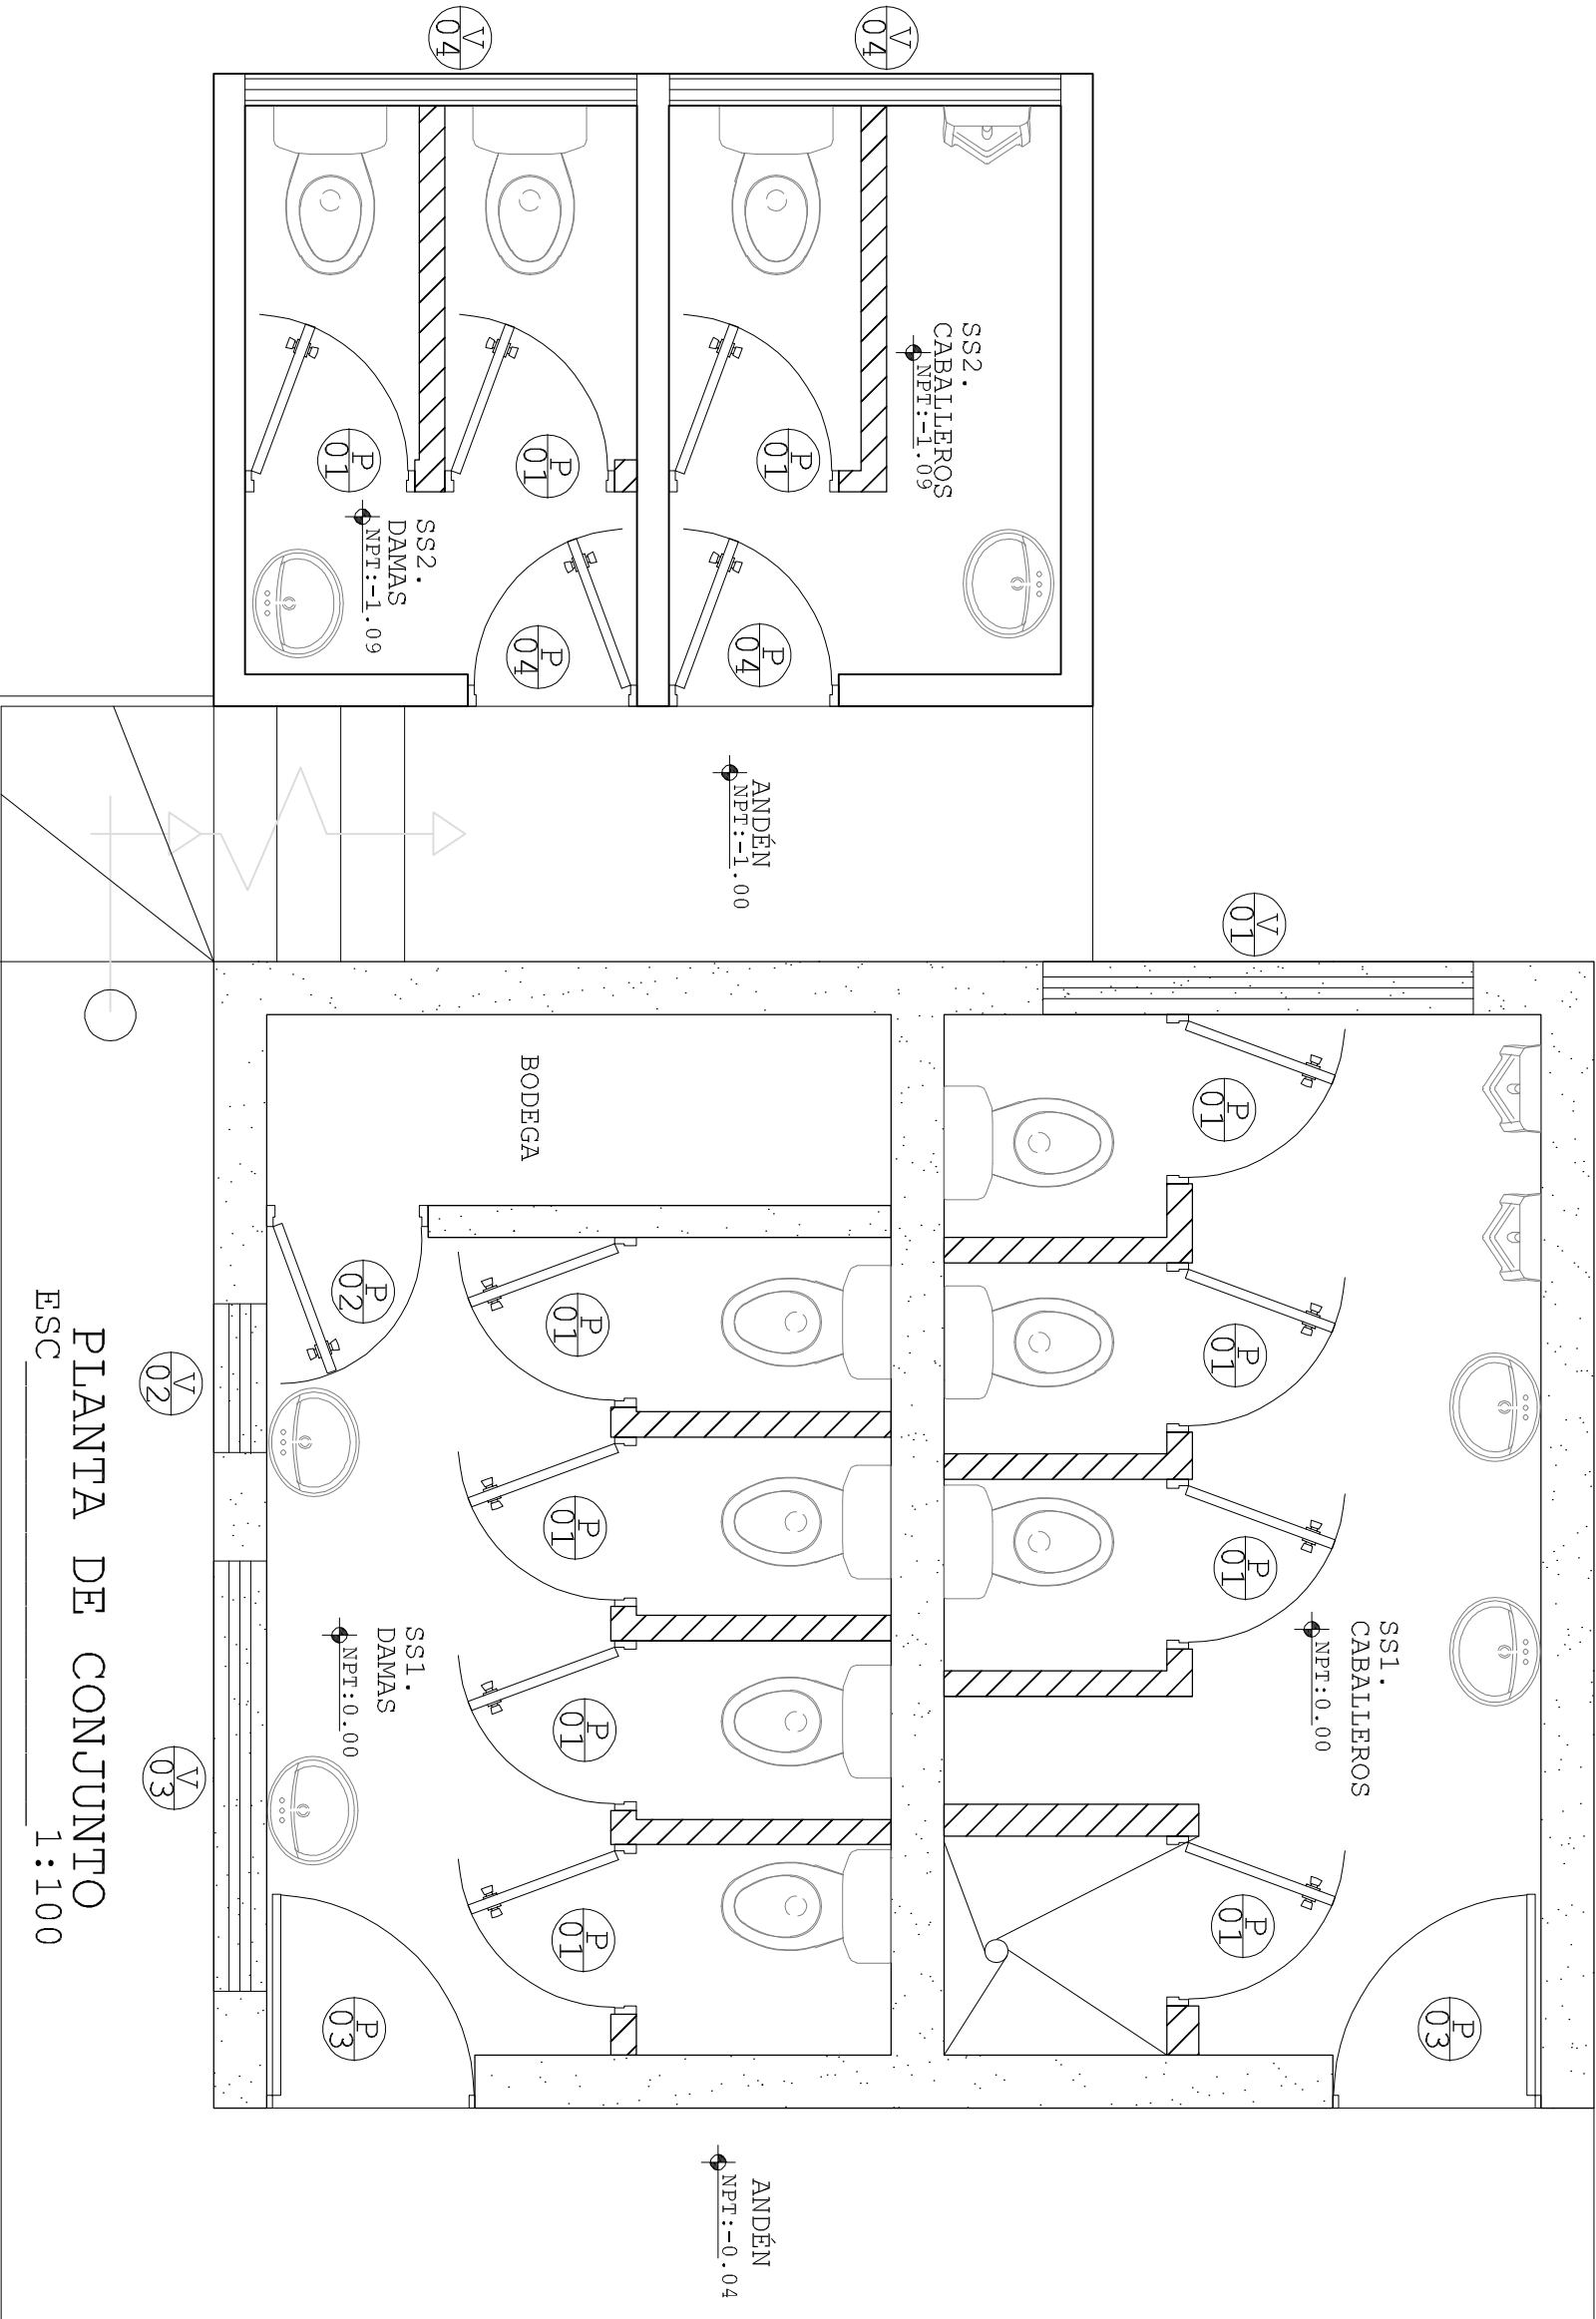 V
04
V
04
SS2.
CABALLEROS
NPT:-1.09
P
01
P
01
P
01
SS2.
DAMAS
NPT:-1.09
P
04
P
04
ANDÉN
NPT:-1.00
V
01
BODEGA
P
01
P
01
P
01
P
01
SS1.
CABALLEROS
NPT:0.00
P
03
P
02
P
01
P
01
P
01
P
01
SS1.
DAMAS
NPT:0.00
P
03
V
02
V
03
ANDÉN
NPT:-0.04
PLANTA DE CONJUNTO
ESC 1:100